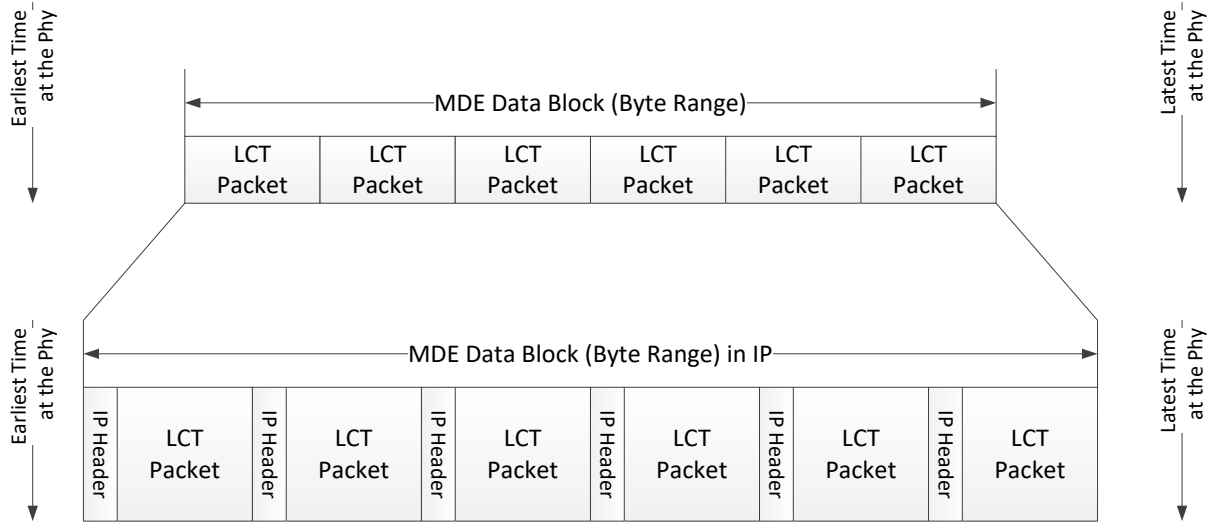 Earliest Time
at the Phy
MDE Data Block (Byte Range)
Latest Time
at the Phy
LCT
Packet
LCT
Packet
LCT
Packet
LCT
Packet
LCT
Packet
LCT
Packet
Earliest Time
at the Phy
MDE Data Block (Byte Range) in IP
Latest Time
at the Phy
IP Header
LCT
Packet
IP Header
LCT
Packet
IP Header
LCT
Packet
IP Header
LCT
Packet
IP Header
LCT
Packet
IP Header
LCT
Packet